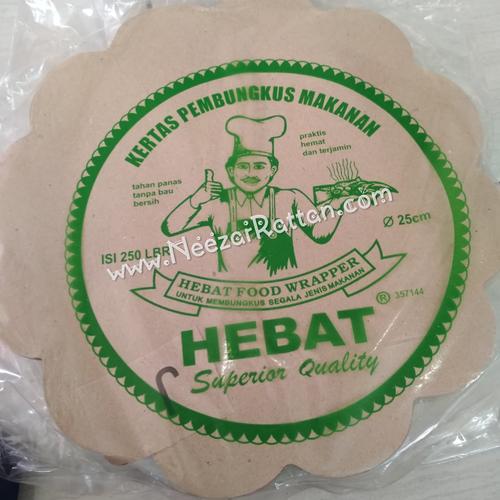 KERTAS PEMBUNGKUS MAKANAN
praktis
hemat
dan terjamin
tahan panas
tanpa bau
bersih
www.NeezaiRattan.com
ISI 250 LBR
Ø 25cm
HEBAT FOOD WRAPPER
UNTUK MEMBUNGKUS SEGALA JENIS MAKANAN
® 357144
HEBAT
Superior Quality